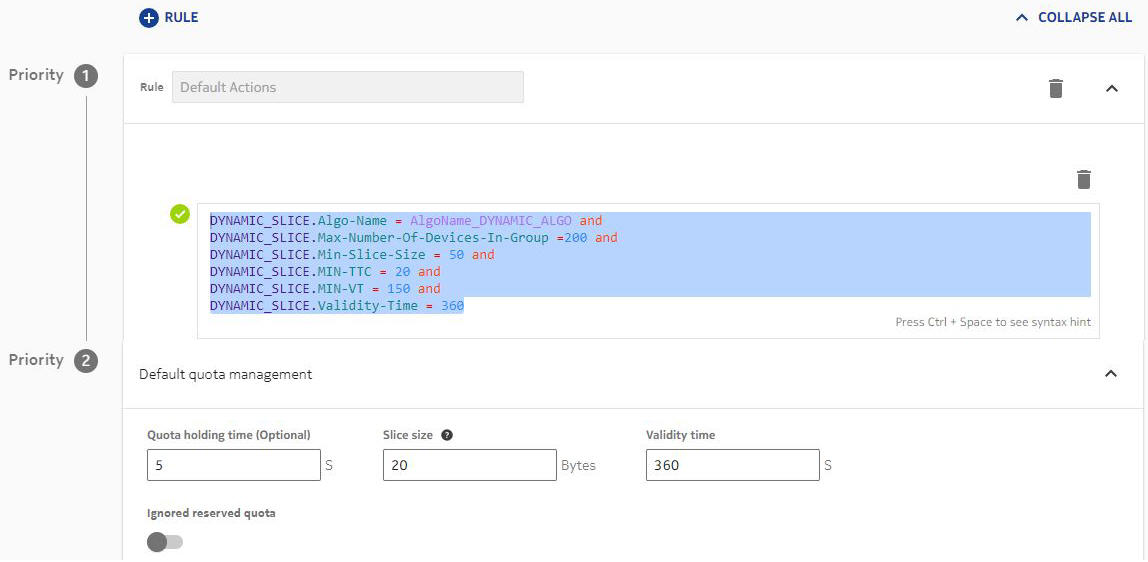 + RULE
COLLAPSE ALL
Priority 1
Rule Default Actions
DYNAMIC_SLICE.Algo-Name = AlgoName_DYNAMIC_ALGO and
DYNAMIC_SLICE.Max-Number-Of-Devices-In-Group =200 and
DYNAMIC_SLICE.Min-Slice-Size = 50 and
DYNAMIC_SLICE.MIN-TTC = 20 and
DYNAMIC_SLICE.MIN-VT = 150 and
DYNAMIC_SLICE.Validity-Time = 360
Press Ctrl + Space to see syntax hint
Priority 2
Default quota management
Quota holding time (Optional)
5 S
Slice size ?
20 Bytes
Validity time
360 S
Ignored reserved quota